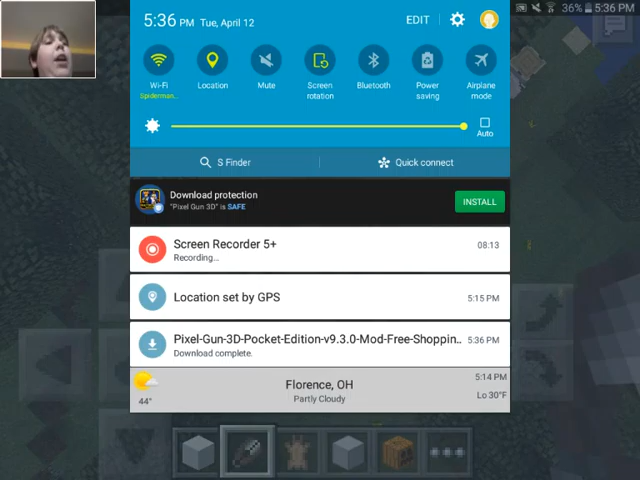 5:36 PM Tue, April 12 EDIT
36% 5:36 PM
Wi-Fi Location Mute Screen rotation Bluetooth Power saving Airplane mode
Spiderman...
Auto
S Finder Quick connect
Download protection
"Pixel Gun 3D" is SAFE
INSTALL
Screen Recorder 5+ 08:13
Recording...
Location set by GPS 5:15 PM
Pixel-Gun-3D-Pocket-Edition-v9.3.0-Mod-Free-Shoppin... 5:36 PM
Download complete.
Florence, OH 5:14 PM
44° Partly Cloudy Lo 30°F